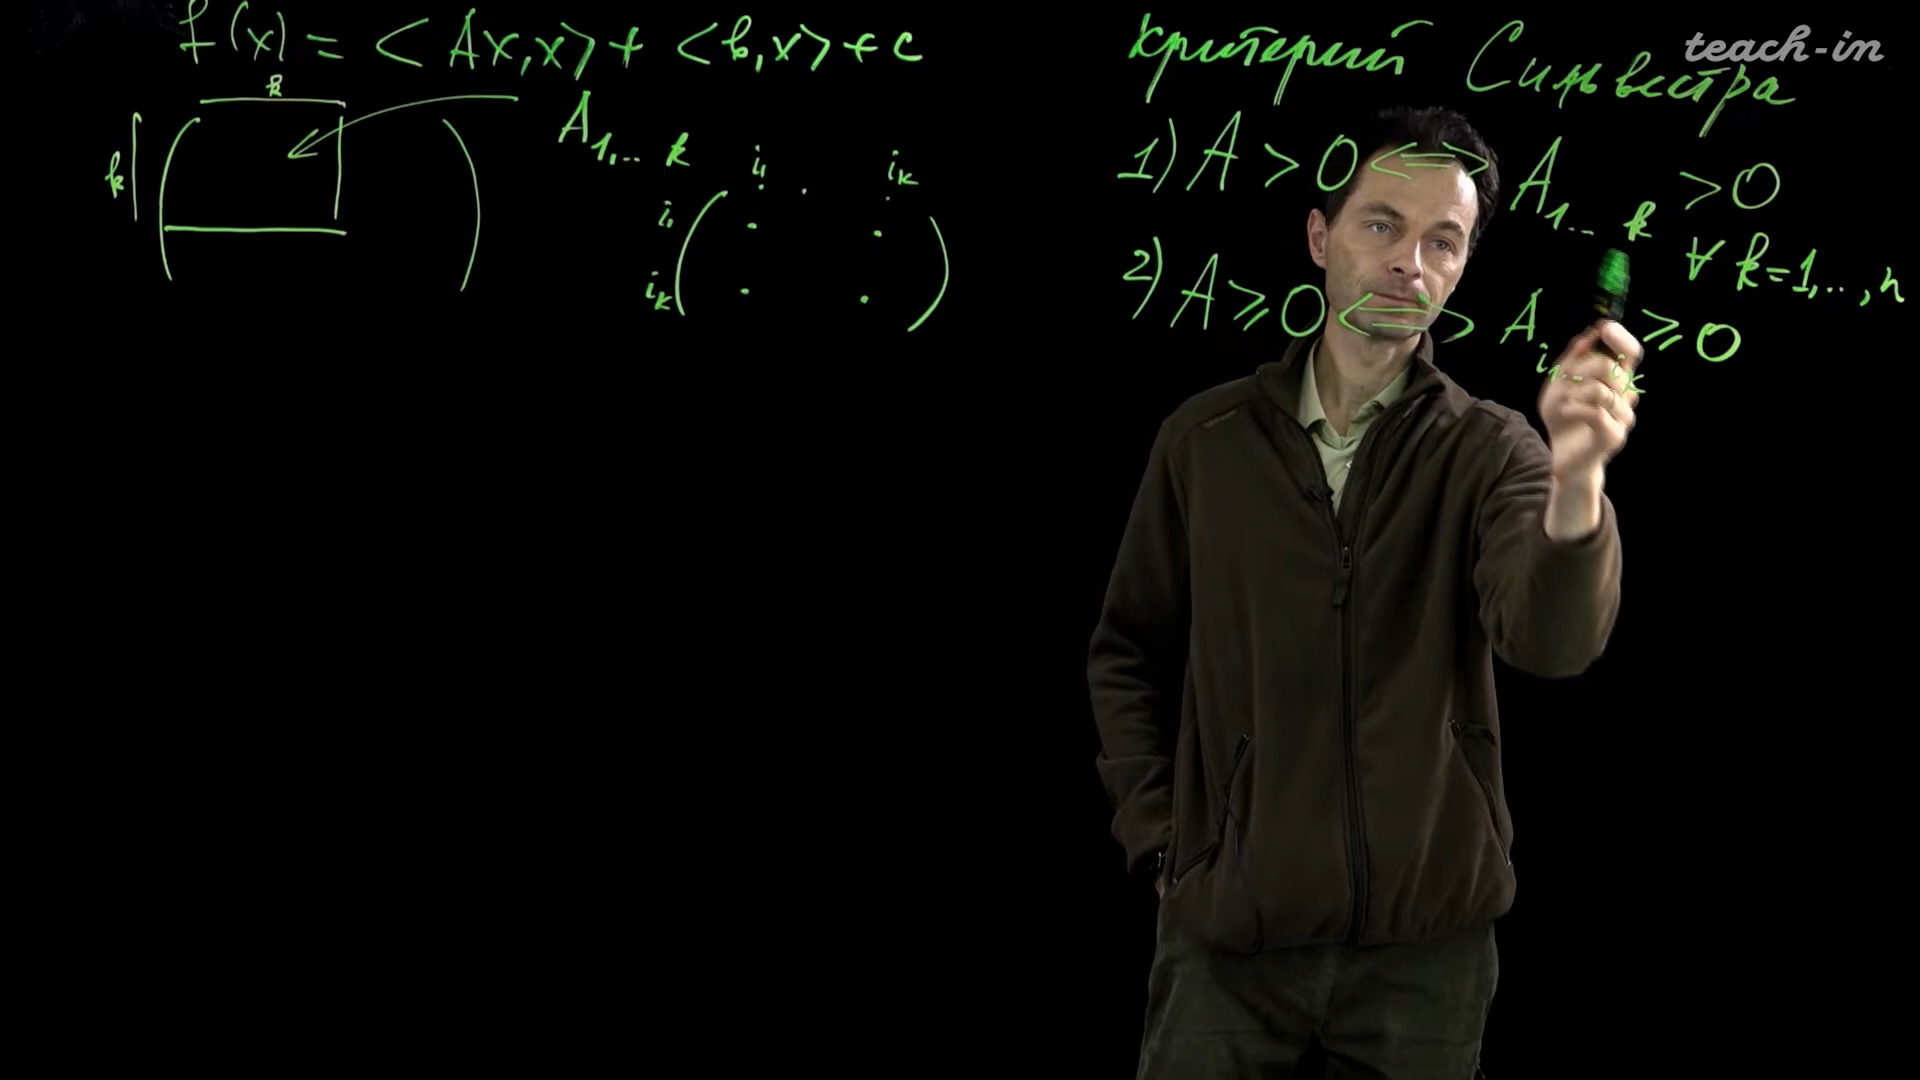 f(x) = <Ax,x> + <b,x> + c
k
k
A₁,.. k
i₁ . iₖ
i₁
iₖ
критерий Сильвестра
1) A > 0 <=> A₁... k > 0
∀ k=1,..,n
2) A ⩾ 0 <=> A i₁... iₖ ⩾ 0
teach-in